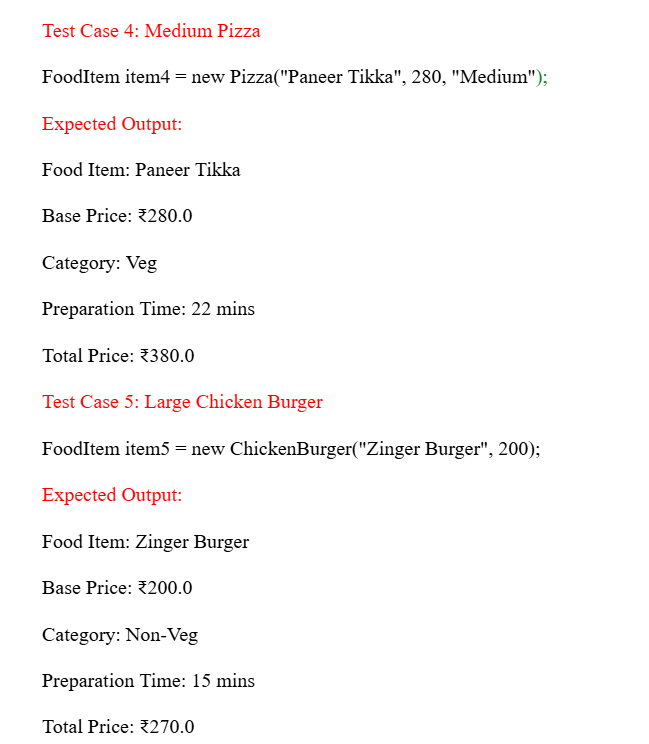 Test Case 4: Medium Pizza
FoodItem item4 = new Pizza("Paneer Tikka", 280, "Medium");
Expected Output:
Food Item: Paneer Tikka
Base Price: ₹280.0
Category: Veg
Preparation Time: 22 mins
Total Price: ₹380.0
Test Case 5: Large Chicken Burger
FoodItem item5 = new ChickenBurger("Zinger Burger", 200);
Expected Output:
Food Item: Zinger Burger
Base Price: ₹200.0
Category: Non-Veg
Preparation Time: 15 mins
Total Price: ₹270.0